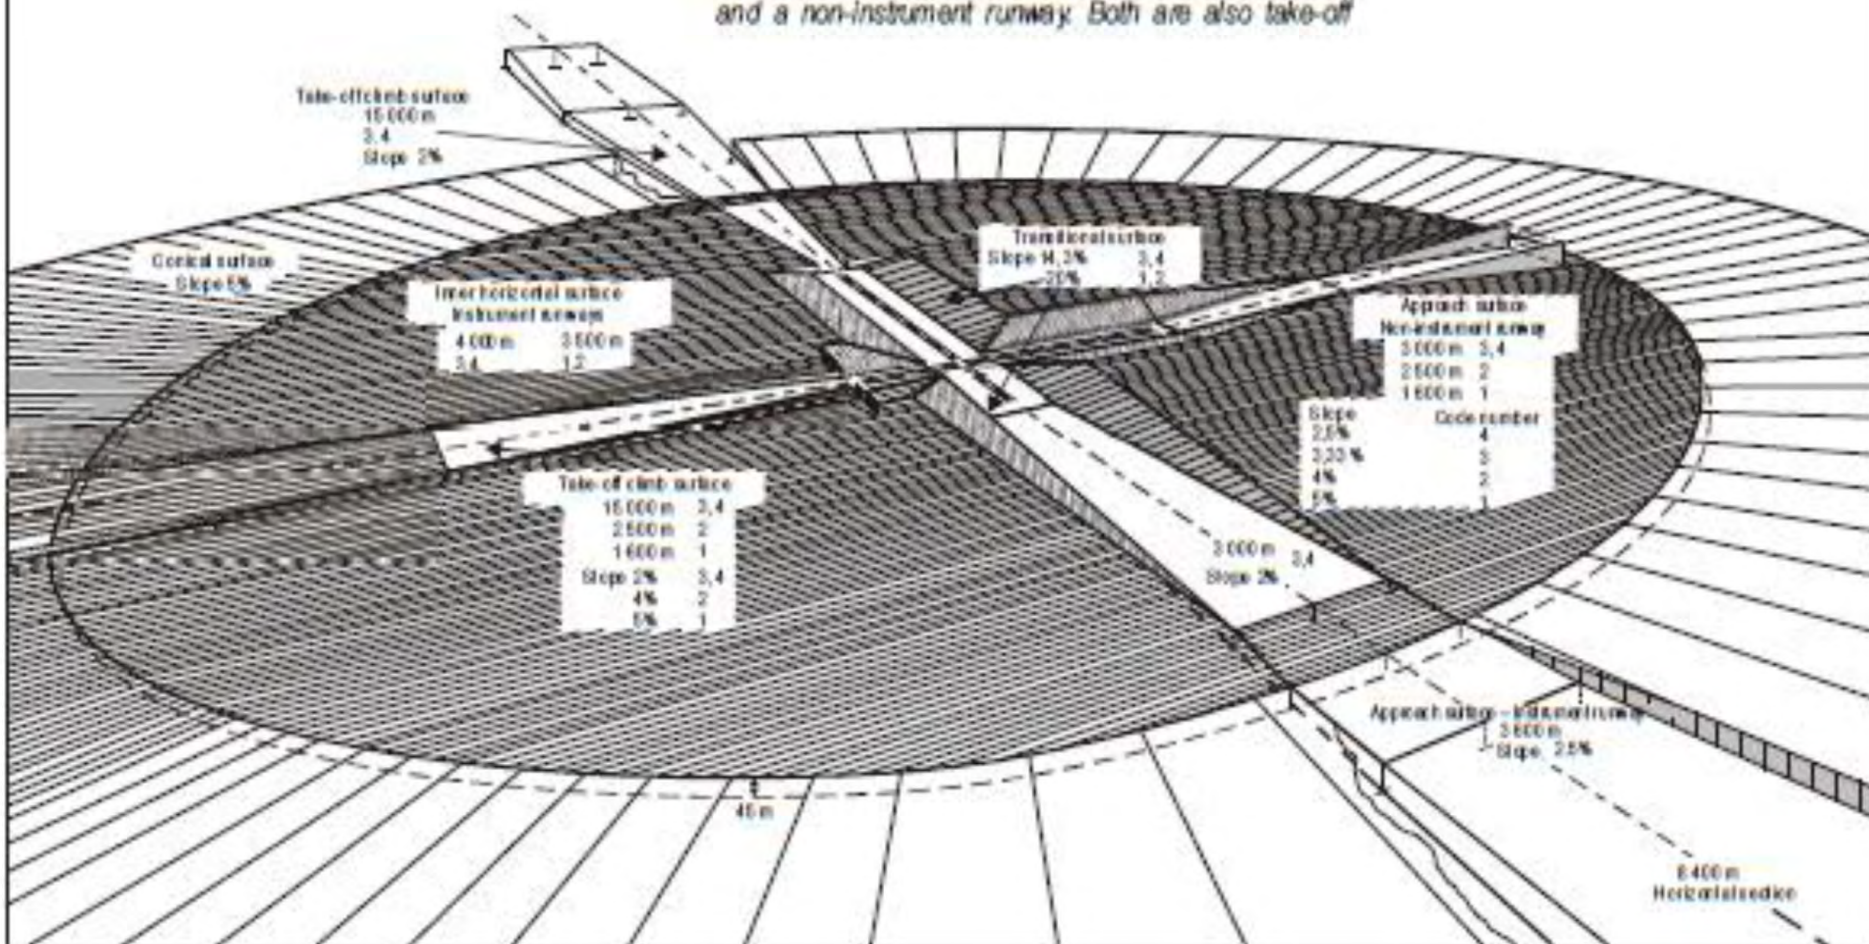 and a non-instrument runway. Both are also take-off
Take-off climb surface
15 000 m
3,4
Slope 2%
Conical surface
Slope 5%
Inner horizontal surface
Instrument runways
4 000 m 3 500 m
3,4 1,2
Transitional surface
Slope 14,3% 3,4
20% 1,2
Approach surface
Non-instrument runway
3 000 m 3,4
2 500 m 2
1 600 m 1
Slope Code number
2,5% 4
3,33 % 3
4% 2
5% 1
Take-off climb surface
15 000 m 3,4
2 500 m 2
1 600 m 1
Slope 2% 3,4
4% 2
5% 1
3 000 m 3,4
Slope 2%
Approach surface – Instrument runway
3 600 m
Slope 2.5%
45 m
8 400 m
Horizontal section